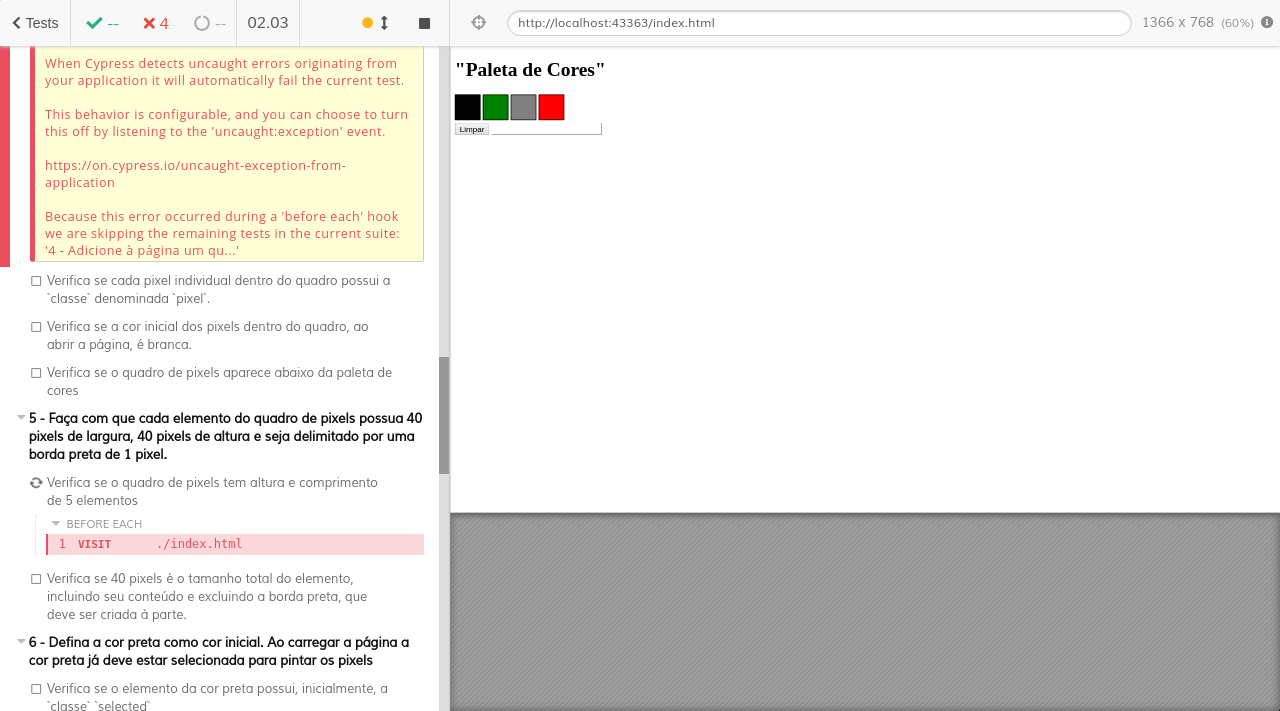 Tests
--
4
--
02.03
http://localhost:43363/index.html
1366 x 768 (60%)
When Cypress detects uncaught errors originating from
your application it will automatically fail the current test.
This behavior is configurable, and you can choose to turn
this off by listening to the 'uncaught:exception' event.
https://on.cypress.io/uncaught-exception-from-
application
Because this error occurred during a 'before each' hook
we are skipping the remaining tests in the current suite:
'4 - Adicione à página um qu...'
Verifica se cada pixel individual dentro do quadro possui a
`classe` denominada `pixel`.
Verifica se a cor inicial dos pixels dentro do quadro, ao
abrir a página, é branca.
Verifica se o quadro de pixels aparece abaixo da paleta de
cores
5 - Faça com que cada elemento do quadro de pixels possua 40
pixels de largura, 40 pixels de altura e seja delimitado por uma
borda preta de 1 pixel.
Verifica se o quadro de pixels tem altura e comprimento
de 5 elementos
BEFORE EACH
1 VISIT ./index.html
Verifica se 40 pixels é o tamanho total do elemento,
incluindo seu conteúdo e excluindo a borda preta, que
deve ser criada à parte.
6 - Defina a cor preta como cor inicial. Ao carregar a página a
cor preta já deve estar selecionada para pintar os pixels
Verifica se o elemento da cor preta possui, inicialmente, a
`classe` `selected`
"Paleta de Cores"
Limpar